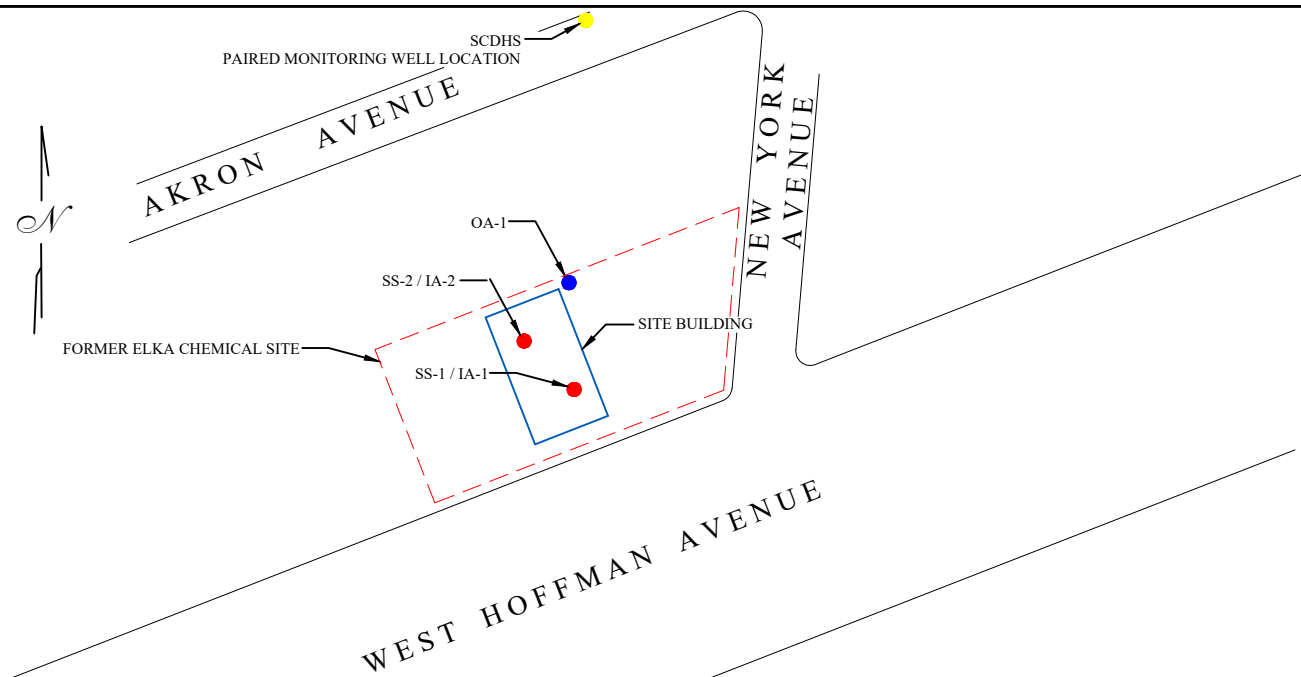 SCDHS
PAIRED MONITORING WELL LOCATION
AKRON AVENUE
NEW YORK
AVENUE
N
OA-1
SS-2 / IA-2
SITE BUILDING
FORMER ELKA CHEMICAL SITE
SS-1 / IA-1
WEST HOFFMAN AVENUE